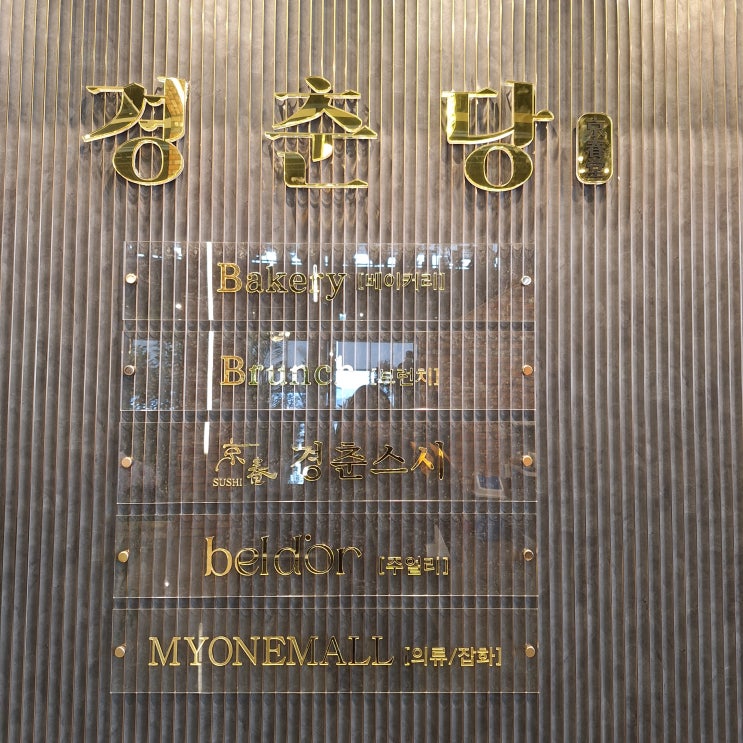 경춘당 京春堂
Bakery [베이커리]
Brunch [브런치]
京春 SUSHI 경춘스시
beldor [주얼리]
MYONEMALL [의류/잡화]